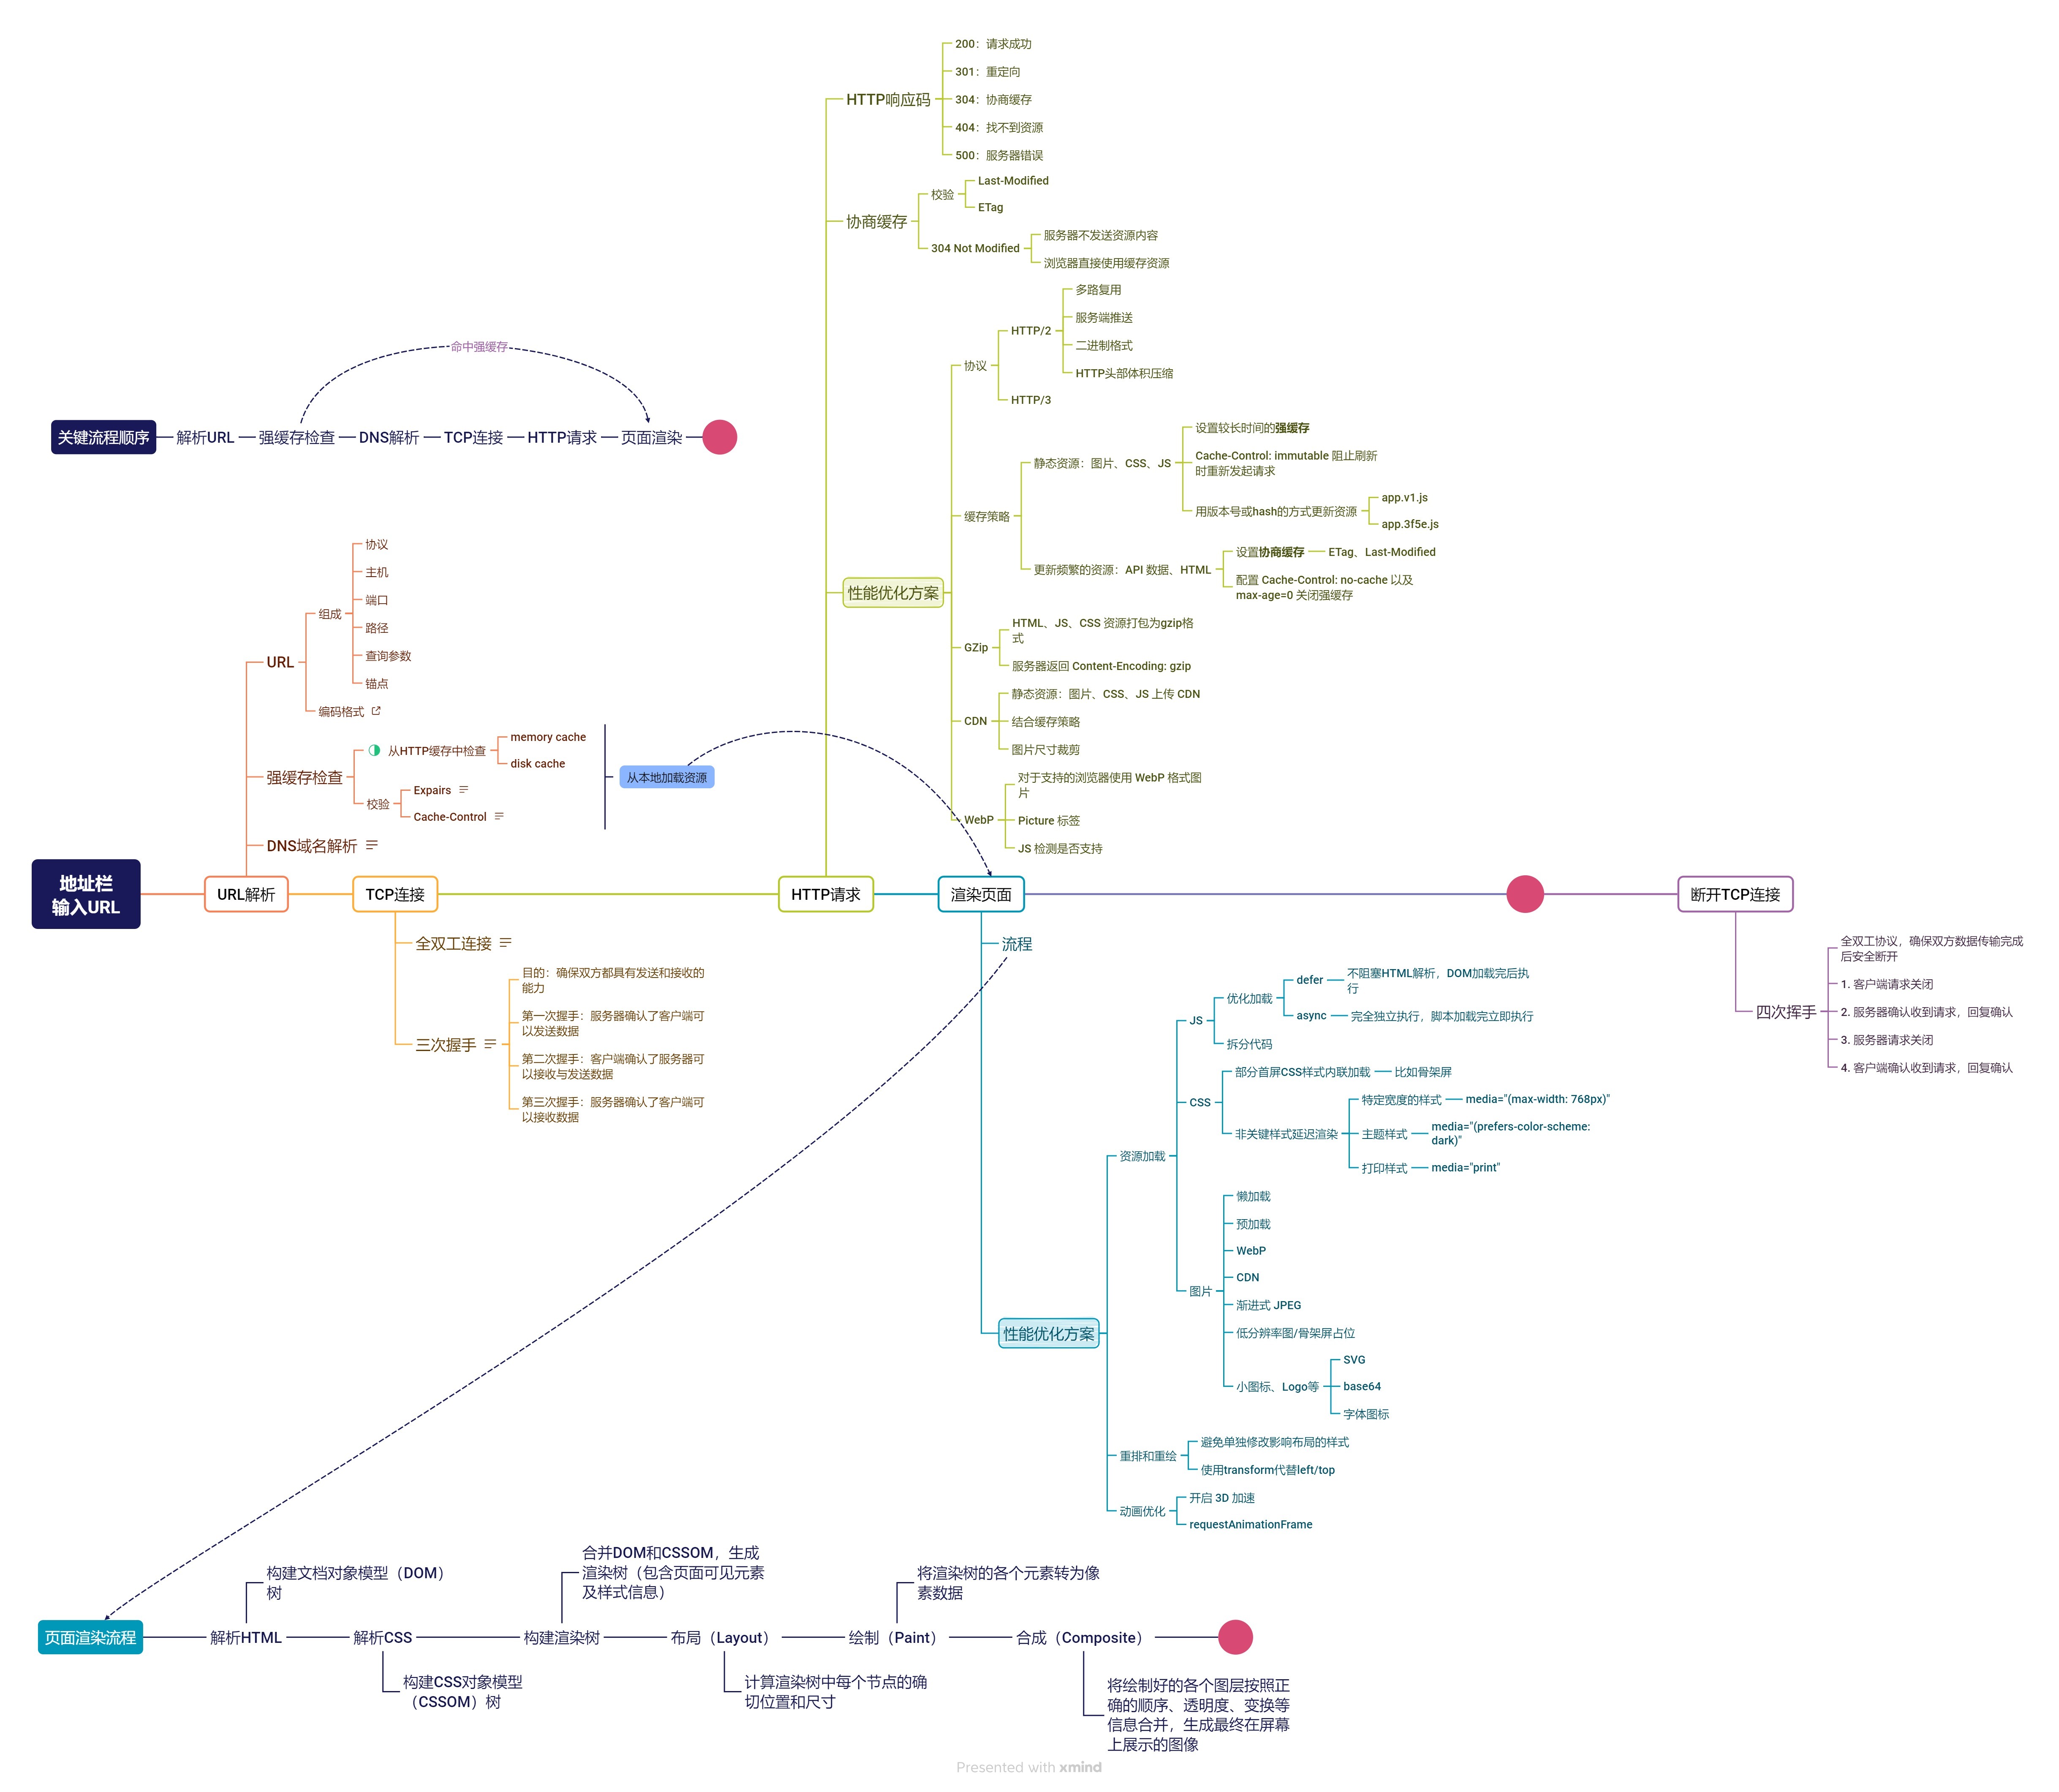 200：请求成功
301：重定向
HTTP响应码
304：协商缓存
404：找不到资源
500：服务器错误
Last-Modified
校验
ETag
协商缓存
服务器不发送资源内容
304 Not Modified
浏览器直接使用缓存资源
多路复用
服务端推送
HTTP/2
二进制格式
协议
HTTP头部体积压缩
HTTP/3
命中强缓存
关键流程顺序
解析URL
强缓存检查
DNS解析
TCP连接
HTTP请求
页面渲染
设置较长时间的强缓存
静态资源：图片、CSS、JS
Cache-Control: immutable 阻止刷新
时重新发起请求
用版本号或hash的方式更新资源
app.v1.js
app.3f5e.js
缓存策略
设置协商缓存
ETag、Last-Modified
更新频繁的资源：API 数据、HTML
配置 Cache-Control: no-cache 以及
max-age=0 关闭强缓存
性能优化方案
HTML、JS、CSS 资源打包为gzip格
式
GZip
服务器返回 Content-Encoding: gzip
静态资源：图片、CSS、JS 上传 CDN
CDN
结合缓存策略
图片尺寸裁剪
对于支持的浏览器使用 WebP 格式图
片
WebP
Picture 标签
JS 检测是否支持
协议
主机
端口
组成
路径
查询参数
锚点
URL
编码格式
memory cache
从HTTP缓存中检查
disk cache
强缓存检查
从本地加载资源
Expairs
校验
Cache-Control
DNS域名解析
地址栏
输入URL
URL解析
TCP连接
HTTP请求
渲染页面
断开TCP连接
全双工连接
目的：确保双方都具有发送和接收的
能力
第一次握手：服务器确认了客户端可
以发送数据
三次握手
第二次握手：客户端确认了服务器可
以接收与发送数据
第三次握手：服务器确认了客户端可
以接收数据
流程
defer
不阻塞HTML解析，DOM加载完后执
行
优化加载
async
完全独立执行，脚本加载完立即执行
JS
拆分代码
部分首屏CSS样式内联加载
比如骨架屏
CSS
特定宽度的样式
media="(max-width: 768px)"
非关键样式延迟渲染
主题样式
media="(prefers-color-scheme:
dark)"
打印样式
media="print"
资源加载
懒加载
预加载
WebP
CDN
图片
渐进式 JPEG
低分辨率图/骨架屏占位
SVG
小图标、Logo等
base64
字体图标
性能优化方案
避免单独修改影响布局的样式
重排和重绘
使用transform代替left/top
开启 3D 加速
动画优化
requestAnimationFrame
全双工协议，确保双方数据传输完成
后安全断开
1. 客户端请求关闭
四次挥手
2. 服务器确认收到请求，回复确认
3. 服务器请求关闭
4. 客户端确认收到请求，回复确认
构建文档对象模型（DOM）
树
合并DOM和CSSOM，生成
渲染树（包含页面可见元素
及样式信息）
将渲染树的各个元素转为像
素数据
页面渲染流程
解析HTML
解析CSS
构建渲染树
布局（Layout）
绘制（Paint）
合成（Composite）
构建CSS对象模型
（CSSOM）树
计算渲染树中每个节点的确
切位置和尺寸
将绘制好的各个图层按照正
确的顺序、透明度、变换等
信息合并，生成最终在屏幕
上展示的图像
Presented with xmind